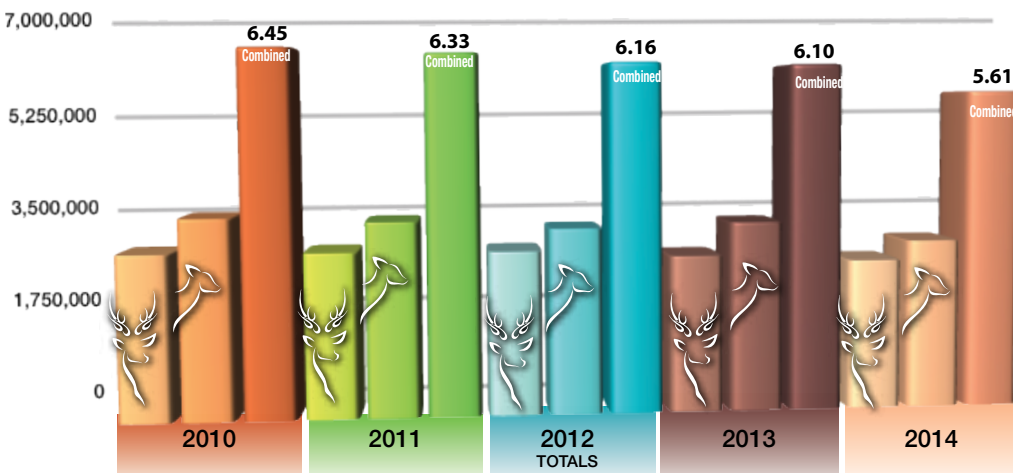 7,000,000
5,250,000
3,500,000
1,750,000
0
6.45
Combined
6.33
Combined
6.16
Combined
6.10
Combined
5.61
Combined
2010
2011
2012
TOTALS
2013
2014